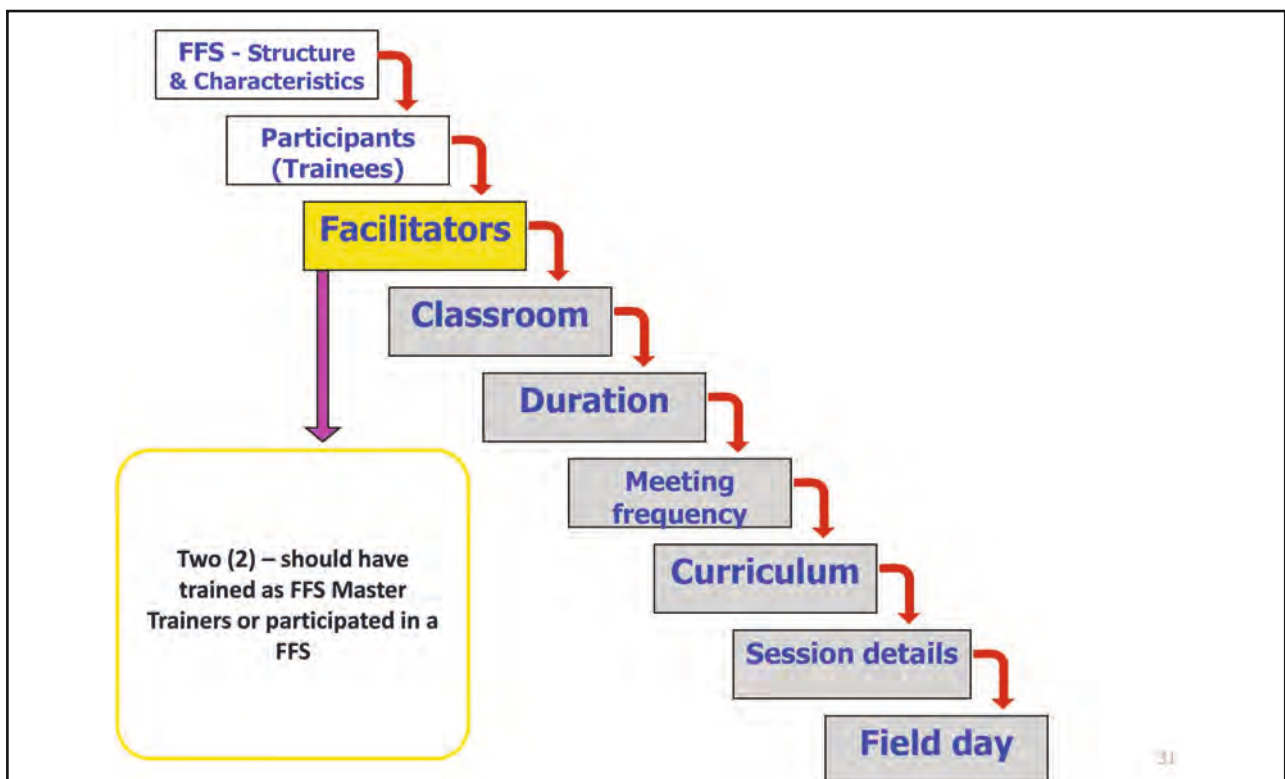 FFS - Structure
& Characteristics
Participants
(Trainees)
Facilitators
Classroom
Duration
Meeting
frequency
Curriculum
Session details
Field day
Two (2) – should have
trained as FFS Master
Trainers or participated in a
FFS
31